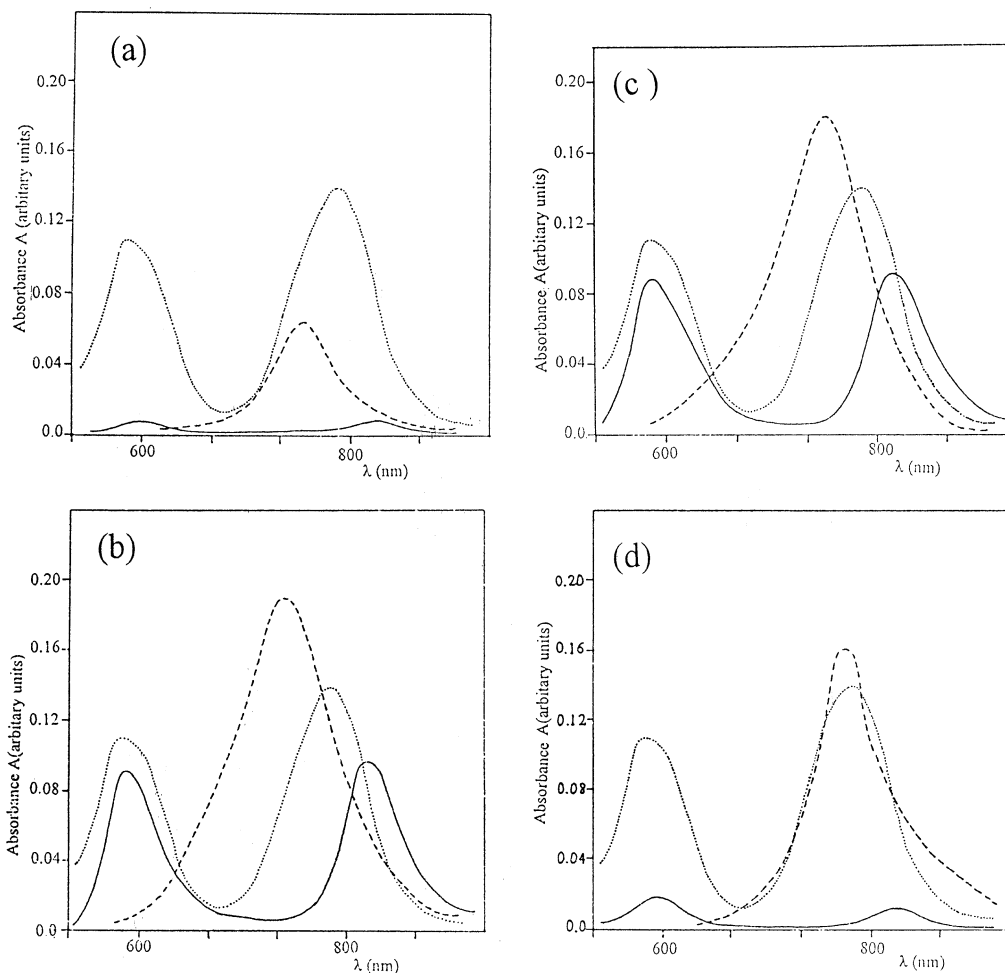 (a)
0.20
0.16
0.12
0.08
0.04
0.0
Absorbance A (arbitary units)
600
800
λ (nm)
(c )
0.20
0.16
0.12
0.08
0.04
0.0
Absorbance A(arbitary units)
600
800
λ (nm)
(b)
0.20
0.16
0.12
0.08
0.04
0.0
Absorbance A(arbitary units)
600
800
λ (nm)
(d)
0.20
0.16
0.12
0.08
0.04
0.0
Absorbance A(arbitary units)
600
800
λ (nm)